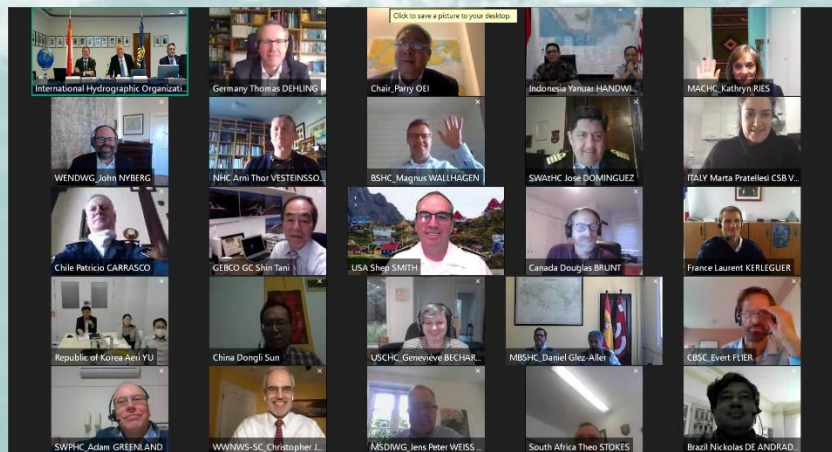 Click to save a picture to your desktop.
International Hydrographic Organizati...
Germany Thomas DEHLING
Chair_Parry OEI
Indonesia Yanuar HANDWI
MACHC_Kathryn RIES
WENDWG_John NYBERG
NHC Arni Thor VESTEINSSO...
BSHC_Magnus WALLHAGEN
SWAtHC Jose DOMINGUEZ
ITALY Marta Pratellesi CSB V...
Chile Patricio CARRASCO
GEBCO GC Shin Tani
USA Shep SMITH
Canada Douglas BRUNT
France Laurent KERLEGUER
Republic of Korea Aeri YU
China Dongli Sun
USCHC_Geneviève BECHAR...
MBSHC_Daniel Glez-Aller
CBSC_Evert FLIER
SWPHC_Adam GREENLAND
WWNWS-SC_Christopher J...
MSDIWG_Jens Peter WEISS ...
South Africa Theo STOKES
Brazil Nickolas DE ANDRAD...